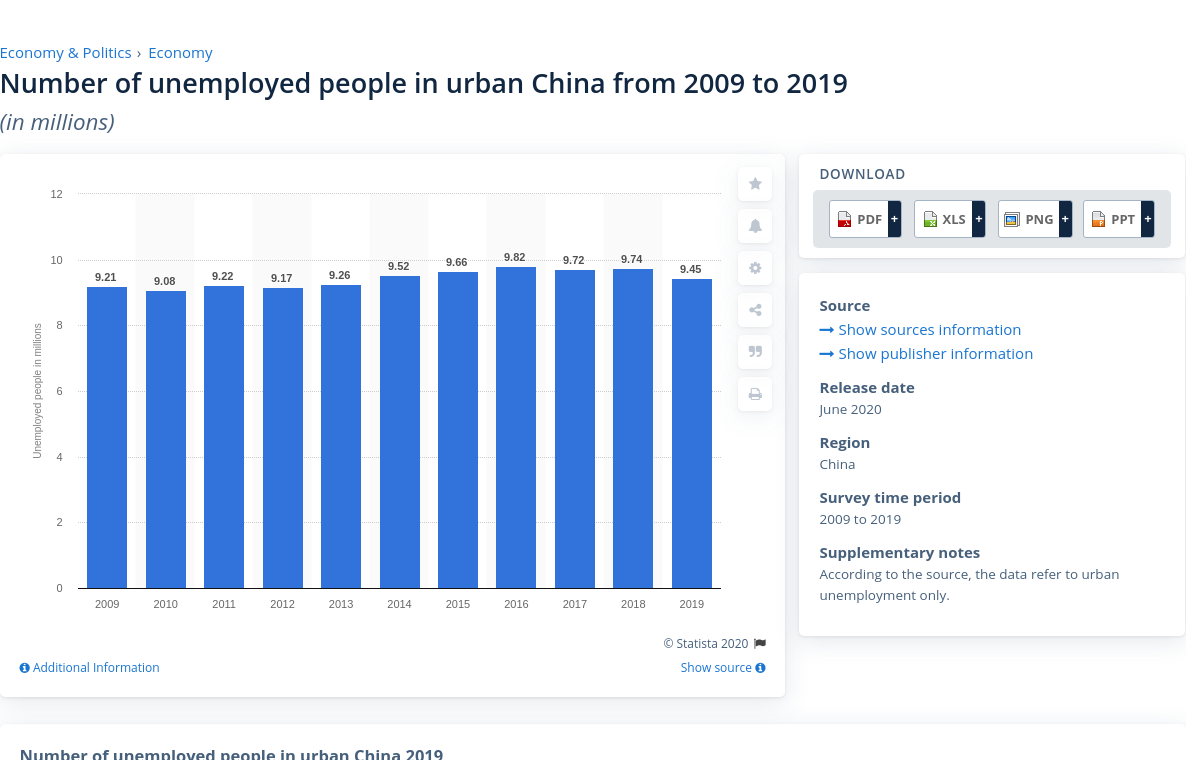 Economy & Politics › Economy
Number of unemployed people in urban China from 2009 to 2019
(in millions)
12
10
8
6
4
2
0
Unemployed people in millions
9.21
9.08
9.22
9.17
9.26
9.52
9.66
9.82
9.72
9.74
9.45
2009
2010
2011
2012
2013
2014
2015
2016
2017
2018
2019
© Statista 2020
Additional Information
Show source
DOWNLOAD
PDF + XLS + PNG + PPT +
Source
Show sources information
Show publisher information
Release date
June 2020
Region
China
Survey time period
2009 to 2019
Supplementary notes
According to the source, the data refer to urban
unemployment only.
Number of unemployed people in urban China 2019